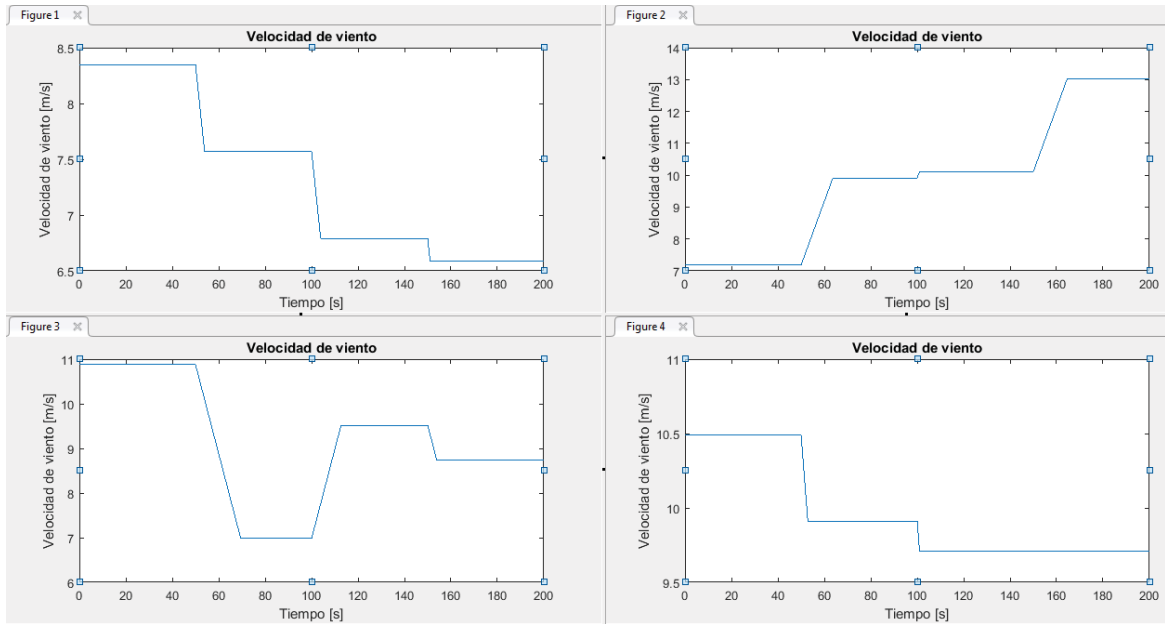 Figure 1
Velocidad de viento
8.5
8
7.5
7
6.5
Velocidad de viento [m/s]
0 20 40 60 80 100 120 140 160 180 200
Tiempo [s]
Figure 2
Velocidad de viento
14
13
12
11
10
9
8
7
Velocidad de viento [m/s]
0 20 40 60 80 100 120 140 160 180 200
Tiempo [s]
Figure 3
Velocidad de viento
11
10
9
8
7
6
Velocidad de viento [m/s]
0 20 40 60 80 100 120 140 160 180 200
Tiempo [s]
Figure 4
Velocidad de viento
11
10.5
10
9.5
Velocidad de viento [m/s]
0 20 40 60 80 100 120 140 160 180 200
Tiempo [s]